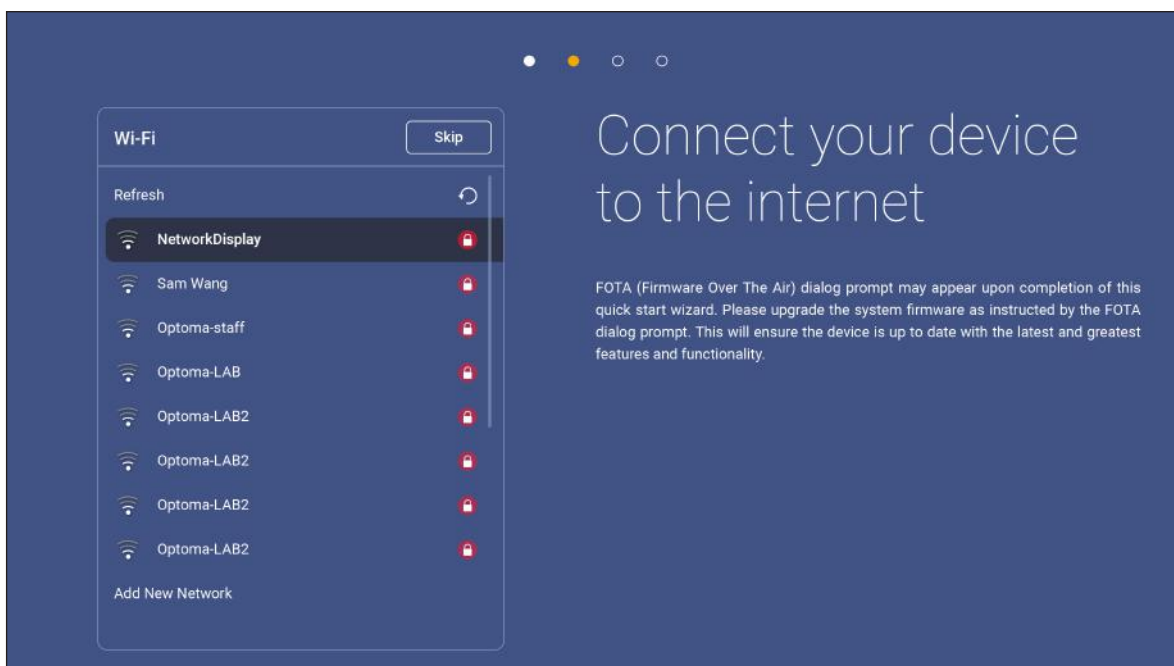 Wi-Fi
Skip
Refresh
NetworkDisplay
Sam Wang
Optoma-staff
Optoma-LAB
Optoma-LAB2
Optoma-LAB2
Optoma-LAB2
Optoma-LAB2
Add New Network
Connect your device
to the internet
FOTA (Firmware Over The Air) dialog prompt may appear upon completion of this
quick start wizard. Please upgrade the system firmware as instructed by the FOTA
dialog prompt. This will ensure the device is up to date with the latest and greatest
features and functionality.